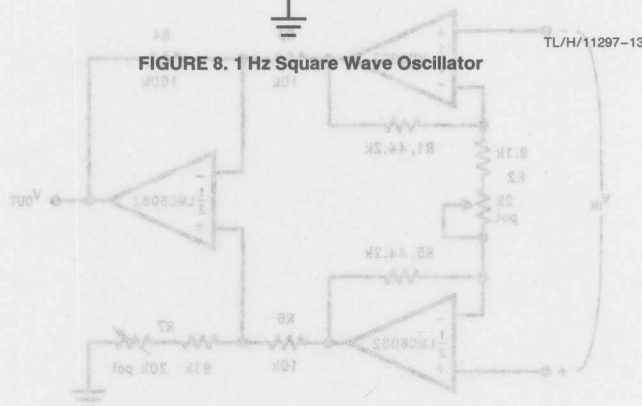 R4
TL/H/11297-13
FIGURE 8. 1 Hz Square Wave Oscillator
100k
10k
R1, 44.2k
9.1k
R2
2k
pot
VIN
1/2
LMC6082
VOUT
R5, 44.2k
R6
10k
R7
91k
20k pot
1/2
LMC6082